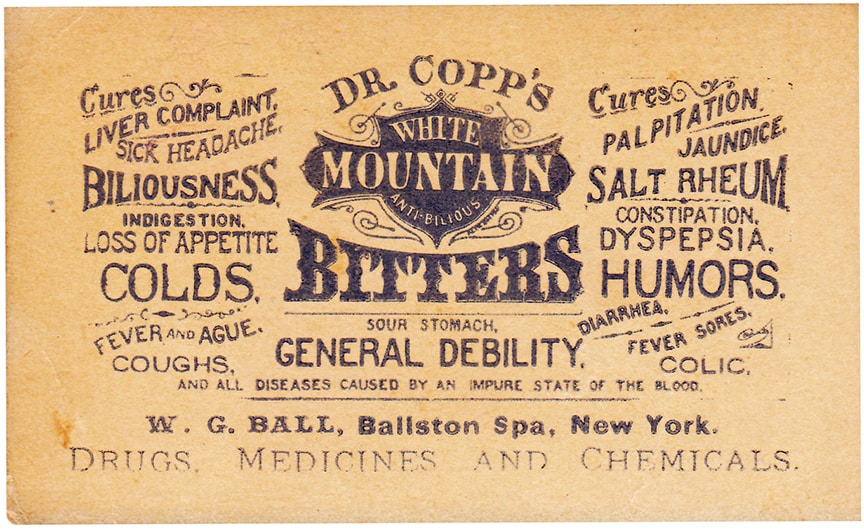 DR. COPP'S
WHITE
MOUNTAIN
ANTI-BILIOUS
BITTERS
Cures
LIVER COMPLAINT,
SICK HEADACHE,
BILIOUSNESS,
INDIGESTION,
LOSS OF APPETITE
COLDS,
FEVER AND AGUE,
COUGHS,
Cures
PALPITATION,
JAUNDICE,
SALT RHEUM,
CONSTIPATION,
DYSPEPSIA,
HUMORS,
DIARRHEA,
FEVER SORES,
COLIC,
SOUR STOMACH,
GENERAL DEBILITY,
AND ALL DISEASES CAUSED BY AN IMPURE STATE OF THE BLOOD.
W. G. BALL, Ballston Spa, New York.
DRUGS, MEDICINES AND CHEMICALS.